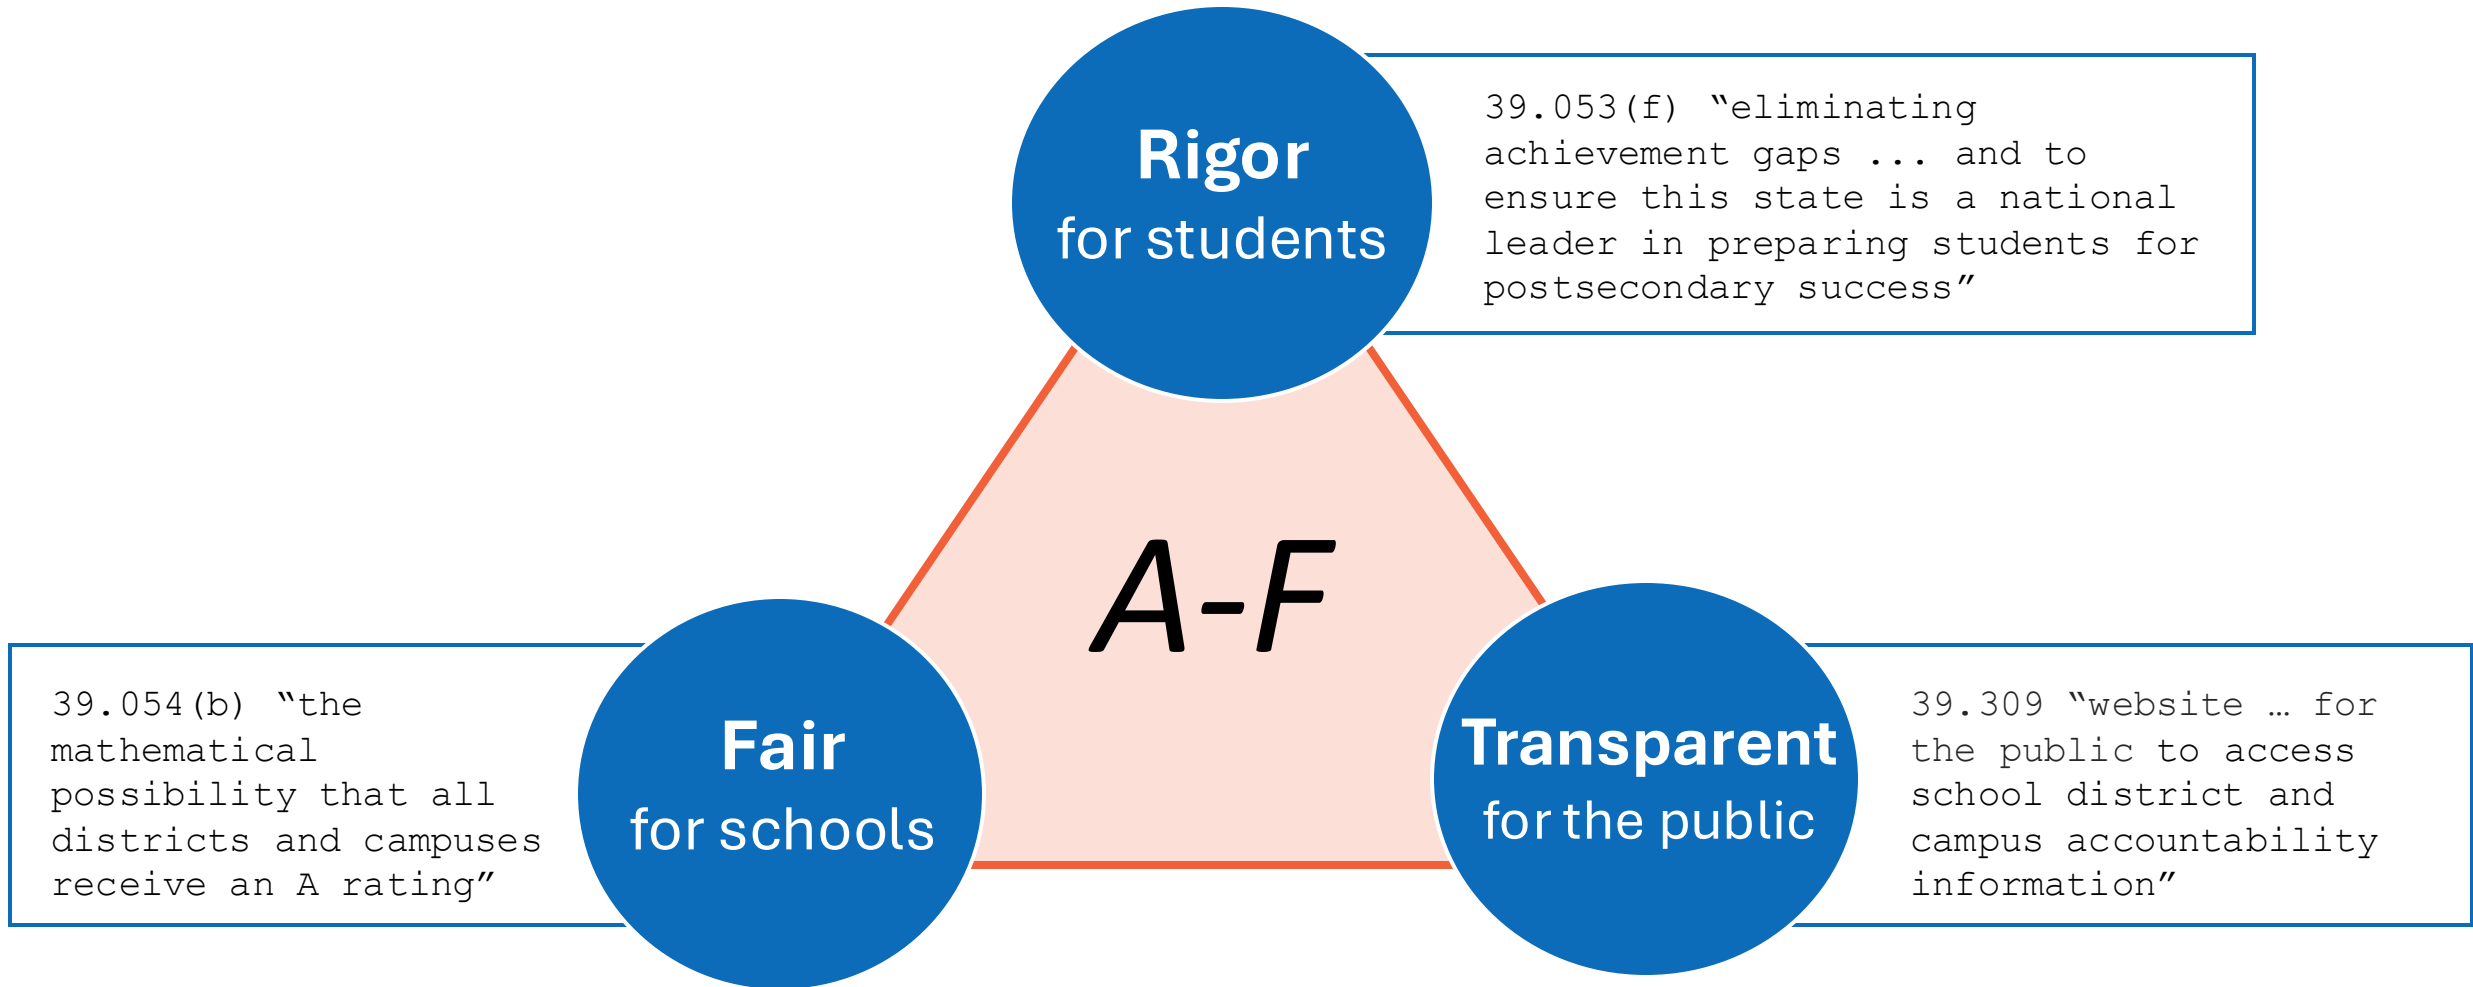 Rigor
for students
39.053(f) “eliminating
achievement gaps ... and to
ensure this state is a national
leader in preparing students for
postsecondary success”
A-F
39.054(b) “the
mathematical
possibility that all
districts and campuses
receive an A rating”
Fair
for schools
Transparent
for the public
39.309 “website … for
the public to access
school district and
campus accountability
information”